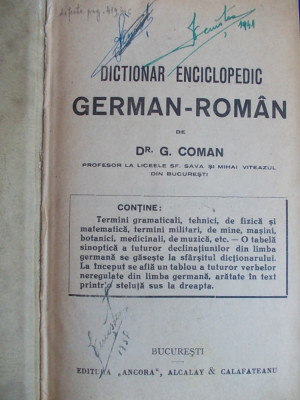 1941
DICTIONAR ENCICLOPEDIC
GERMAN-ROMÂN
DE
DR. G. COMAN
PROFESOR LA LICEELE SF. SAVA ȘI MIHAI VITEAZUL
DIN BUCUREȘTI
CONȚINE:
Termini gramaticali, tehnici, de fizică și
matematică, termini militari, de mine, mașini,
botanici, medicinali, de muzică, etc. — O tabelă
sinoptică a tuturor declinațiunilor din limba
germană se găsește la sfârșitul dicționarului.
La început se află un tablou a tuturor verbelor
neregulate din limba germană, arătate în text
printr'o steluță sus la dreapta.
BUCUREȘTI
EDITURA „ANCORA", ALCALAY & CALAFATEANU